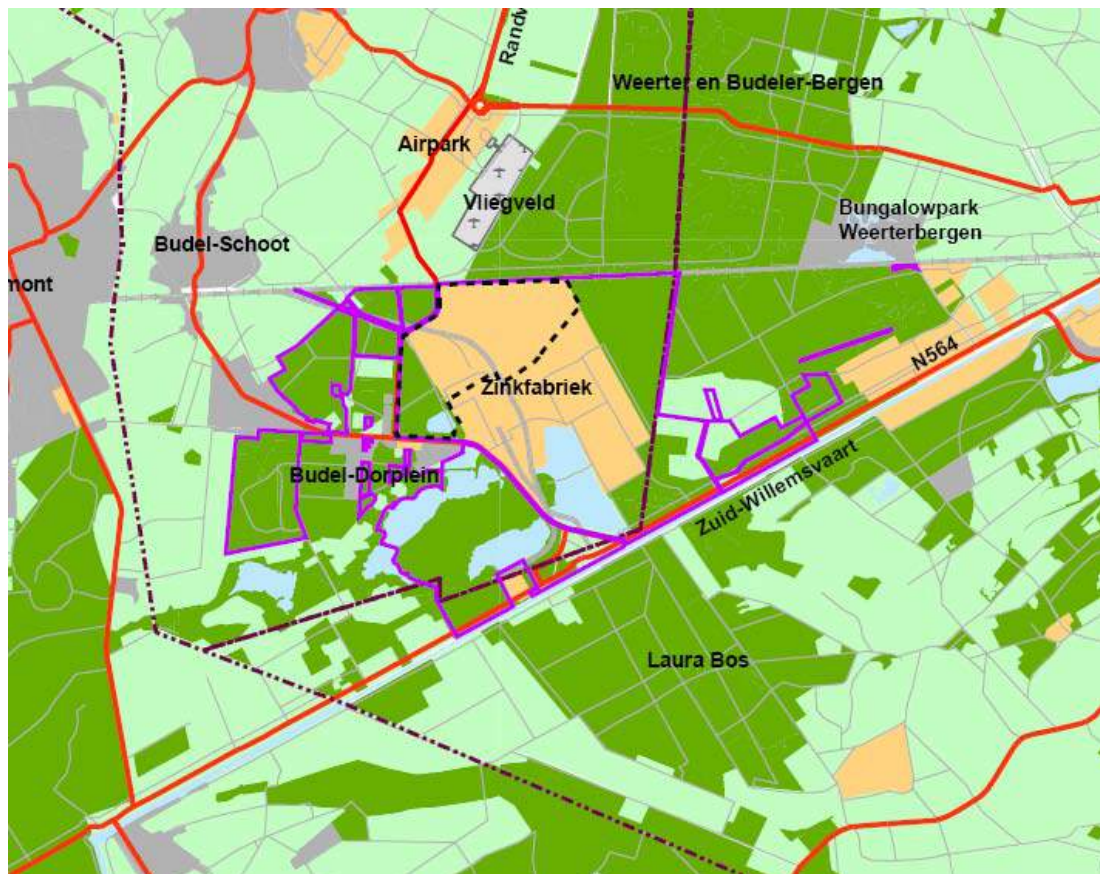 Randw
Weerter en Budeler-Bergen
Airpark
Vliegveld
Bungalowpark
Weerterbergen
Budel-Schoot
mont
N564
Zinkfabriek
Budel-Dorplein
Zuid-Willemsvaart
Laura Bos